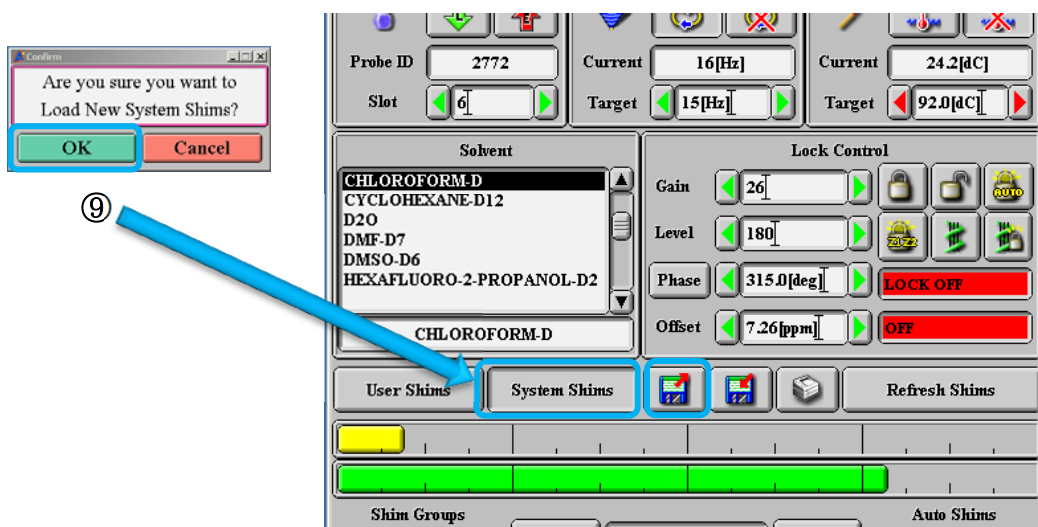 Confirm
Are you sure you want to
Load New System Shims?
OK Cancel
⑨
L E
Probe ID 2772 Current 16[Hz] Current 24.2[dC]
Slot 6 Target 15[Hz] Target 92.0[dC]
Solvent Lock Control
CHLOROFORM-D
CYCLOHEXANE-D12
D2O
DMF-D7
DMSO-D6
HEXAFLUORO-2-PROPANOL-D2
CHLOROFORM-D
Gain 26 AUTO
Level 180 Z1 Z2
Phase 315.0[deg] LOCK OFF
Offset 7.26[ppm] OFF
User Shims System Shims Refresh Shims
Shim Groups Auto Shims